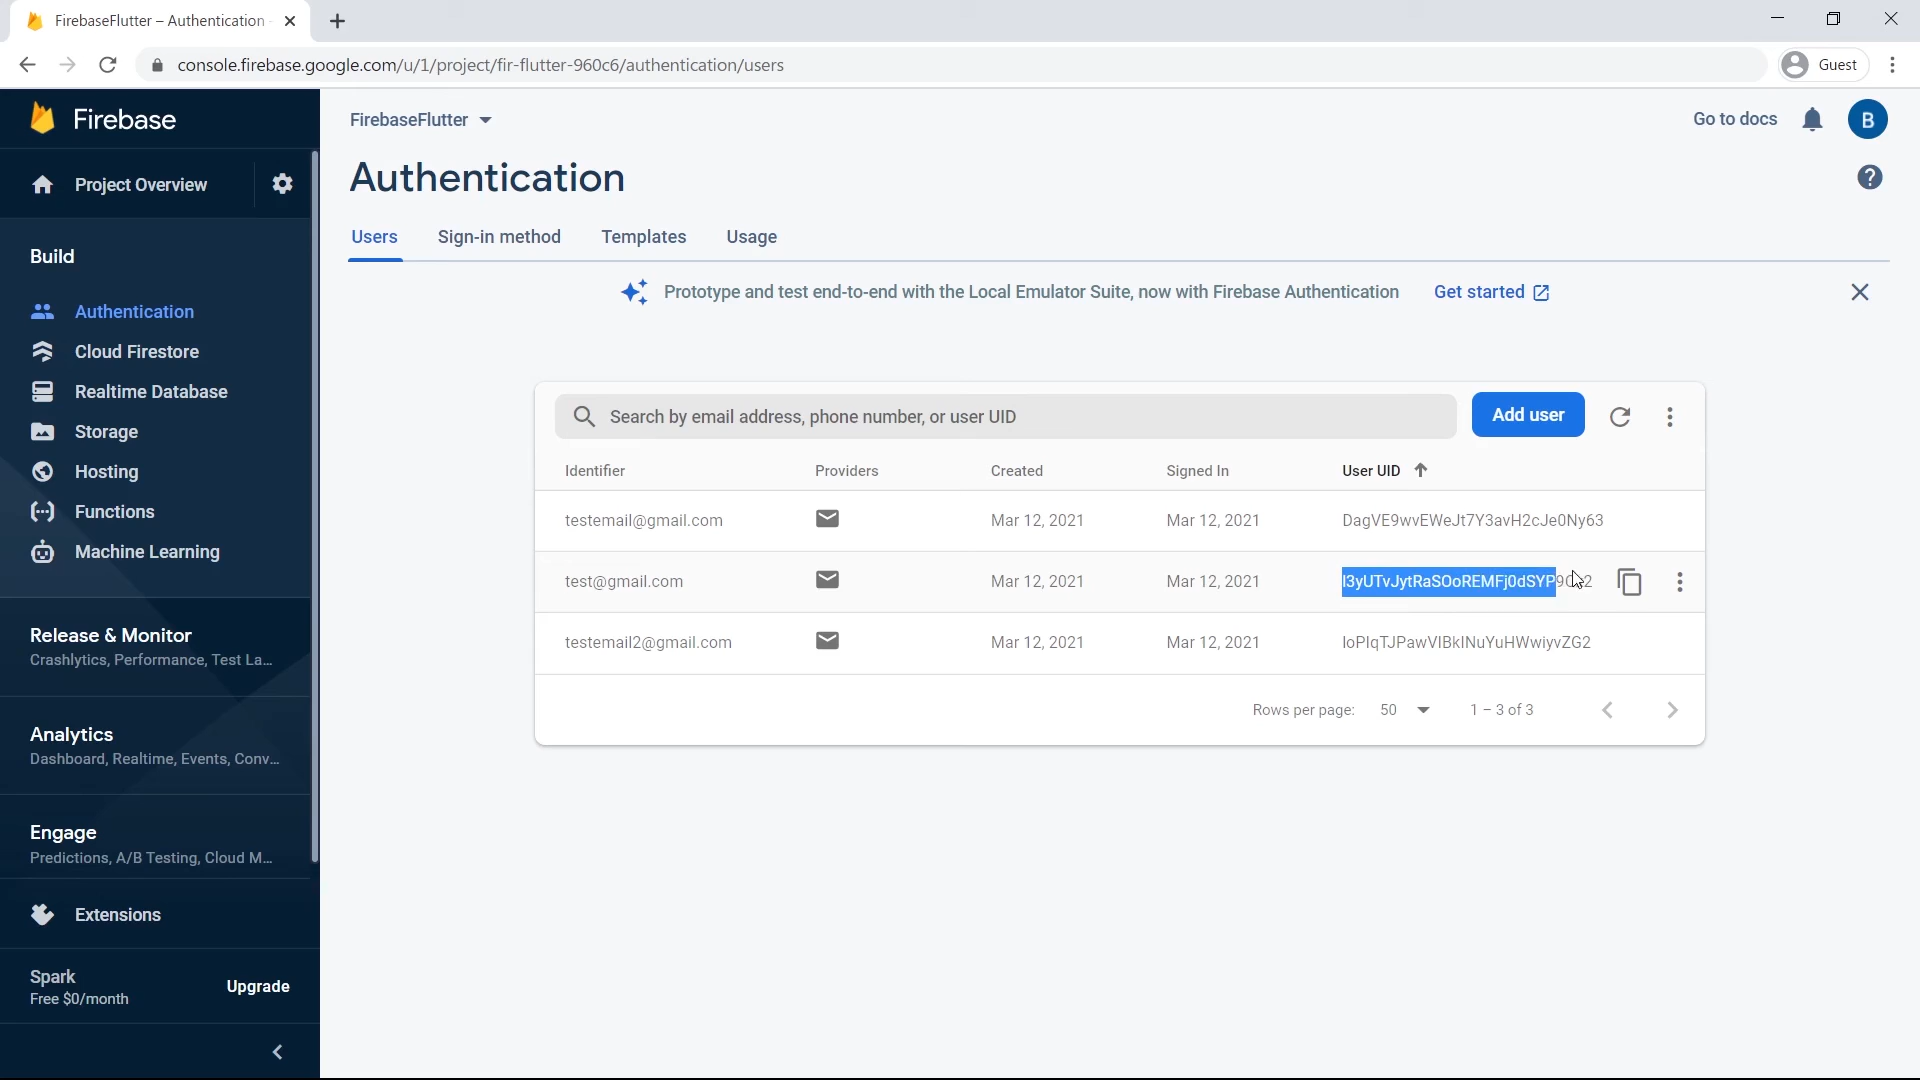 FirebaseFlutter – Authentication
console.firebase.google.com/u/1/project/fir-flutter-960c6/authentication/users
Guest
Firebase
FirebaseFlutter
Go to docs
B
Project Overview
Authentication
Users Sign-in method Templates Usage
Build
Prototype and test end-to-end with the Local Emulator Suite, now with Firebase Authentication Get started
Authentication
Cloud Firestore
Realtime Database
Storage
Hosting
Functions
Machine Learning
Search by email address, phone number, or user UID
Add user
Identifier Providers Created Signed In User UID
testemail@gmail.com Mar 12, 2021 Mar 12, 2021 DagVE9wvEWeJt7Y3avH2cJe0Ny63
test@gmail.com Mar 12, 2021 Mar 12, 2021
testemail2@gmail.com Mar 12, 2021 Mar 12, 2021 IoPIqTJPawVIBkINuYuHWwiyvZG2
Rows per page: 50 1 – 3 of 3
Release & Monitor
Crashlytics, Performance, Test La...
Analytics
Dashboard, Realtime, Events, Conv...
Engage
Predictions, A/B Testing, Cloud M...
Extensions
Spark
Free $0/month
Upgrade